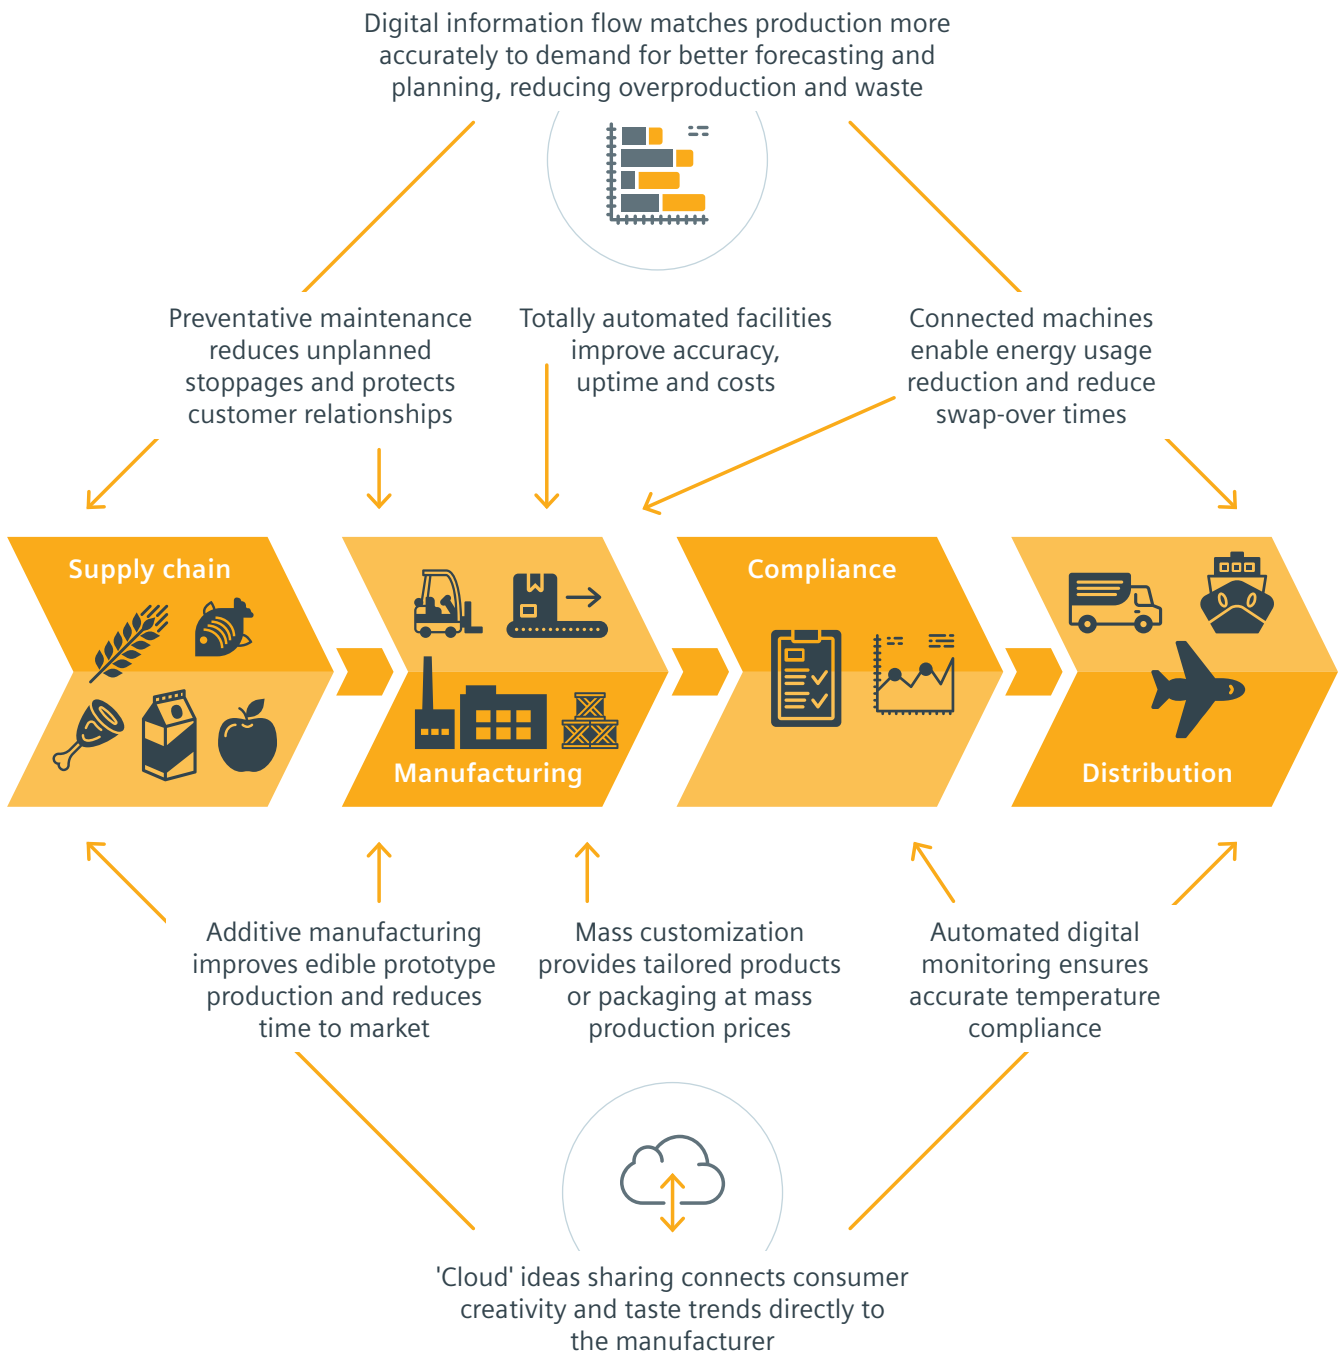 Digital information flow matches production more
accurately to demand for better forecasting and
planning, reducing overproduction and waste
Preventative maintenance
reduces unplanned
stoppages and protects
customer relationships
Totally automated facilities
improve accuracy,
uptime and costs
Connected machines
enable energy usage
reduction and reduce
swap-over times
Supply chain
Manufacturing
Compliance
Distribution
Additive manufacturing
improves edible prototype
production and reduces
time to market
Mass customization
provides tailored products
or packaging at mass
production prices
Automated digital
monitoring ensures
accurate temperature
compliance
'Cloud' ideas sharing connects consumer
creativity and taste trends directly to
the manufacturer